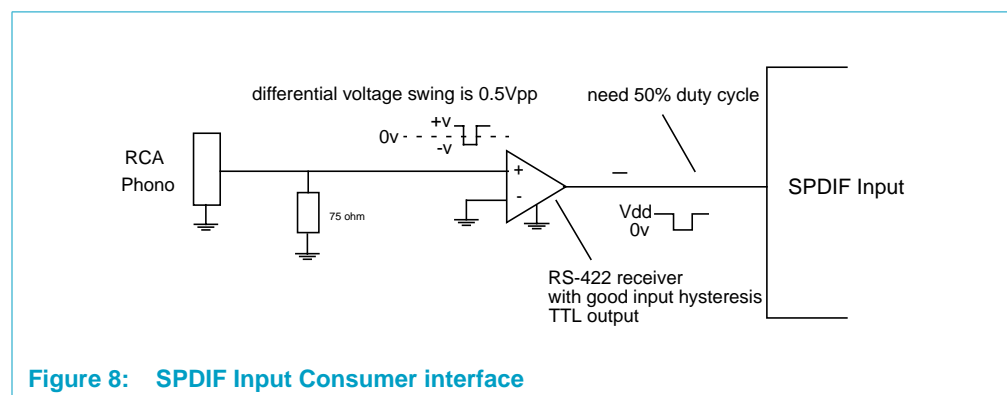 differential voltage swing is 0.5Vpp
need 50% duty cycle
+v
0v
-v
RCA
Phono
+
-
75 ohm
SPDIF Input
Vdd
0v
RS-422 receiver
with good input hysteresis
TTL output
Figure 8: SPDIF Input Consumer interface